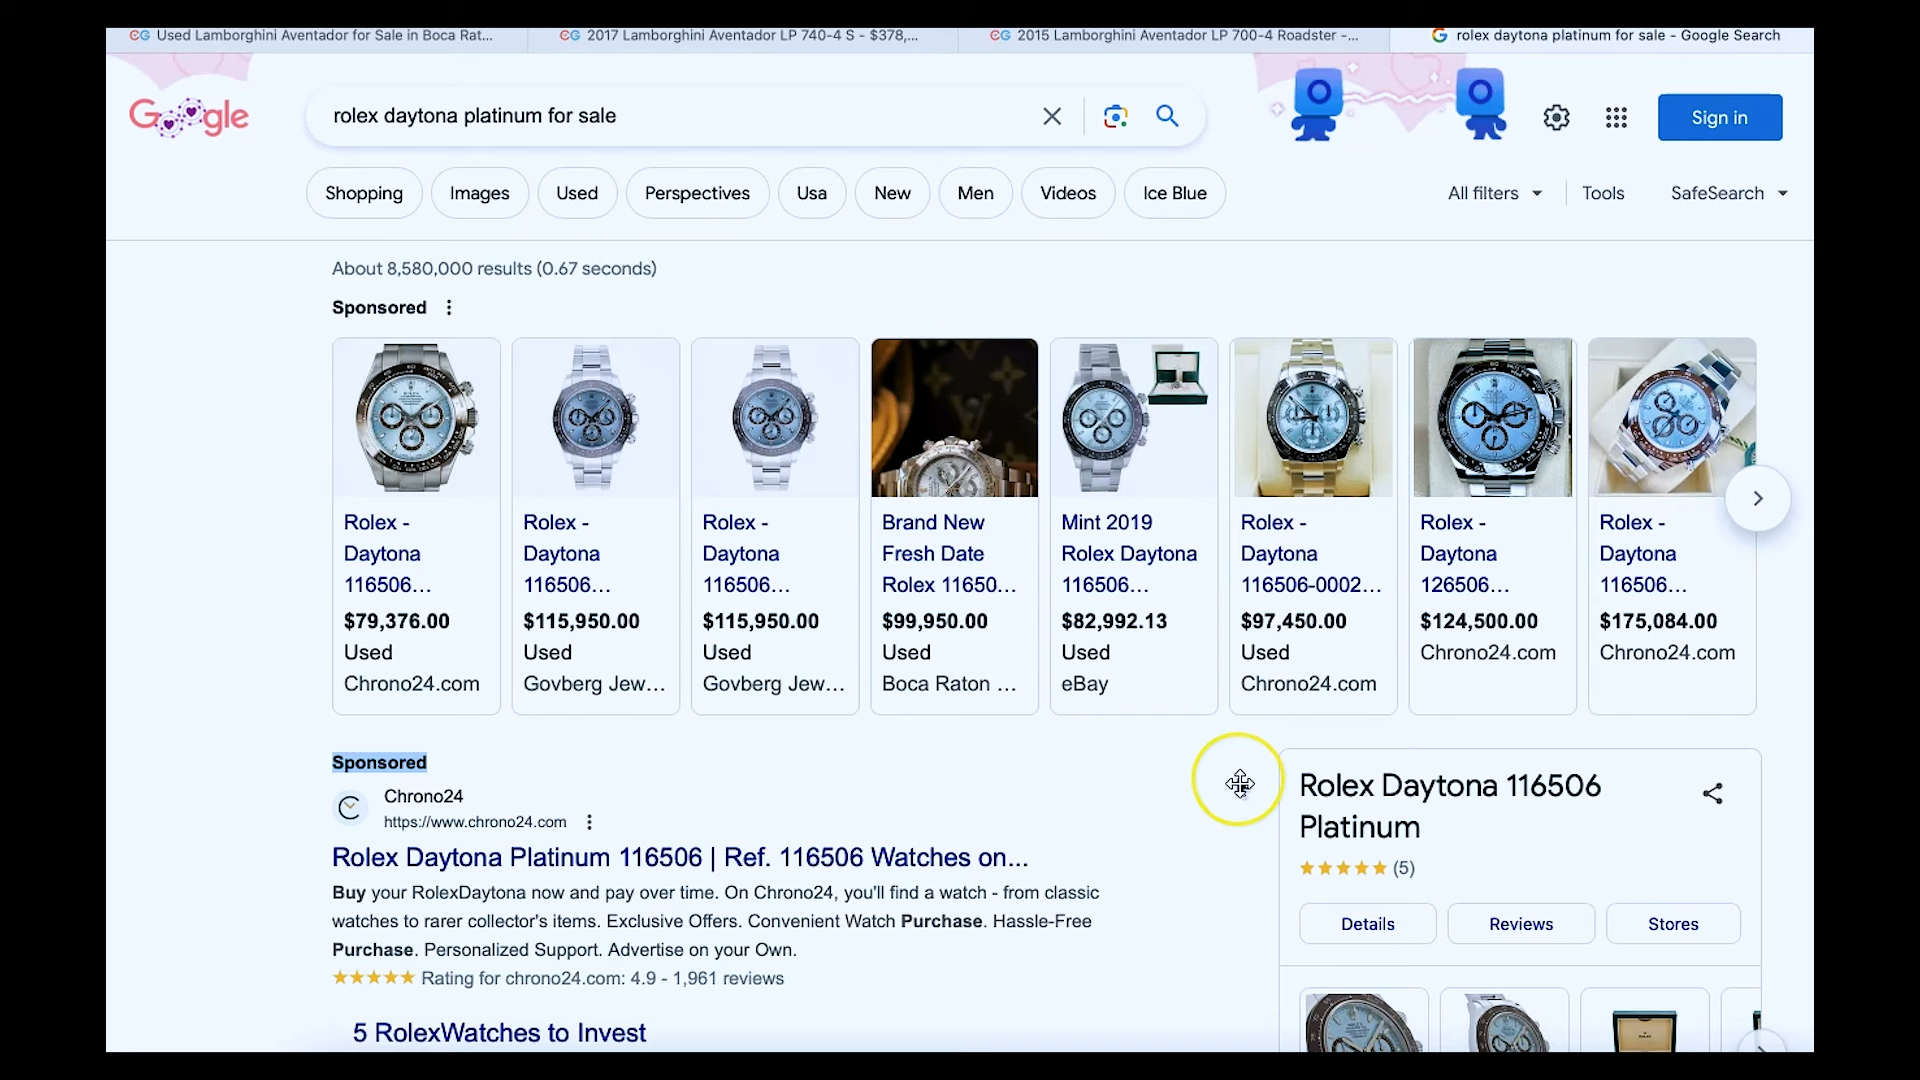 Used Lamborghini Aventador for Sale in Boca Rat...
2017 Lamborghini Aventador LP 740-4 S - $378,...
2015 Lamborghini Aventador LP 700-4 Roadster -...
rolex daytona platinum for sale - Google Search
Google
rolex daytona platinum for sale
Sign in
Shopping
Images
Used
Perspectives
Usa
New
Men
Videos
Ice Blue
All filters
Tools
SafeSearch
About 8,580,000 results (0.67 seconds)
Sponsored
Rolex -
Daytona
116506...
$79,376.00
Used
Chrono24.com
Rolex -
Daytona
116506...
$115,950.00
Used
Govberg Jew...
Rolex -
Daytona
116506...
$115,950.00
Used
Govberg Jew...
Brand New
Fresh Date
Rolex 11650...
$99,950.00
Used
Boca Raton ...
Mint 2019
Rolex Daytona
116506...
$82,992.13
Used
eBay
Rolex -
Daytona
116506-0002...
$97,450.00
Used
Chrono24.com
Rolex -
Daytona
126506...
$124,500.00
Chrono24.com
Rolex -
Daytona
116506...
$175,084.00
Chrono24.com
Sponsored
Chrono24
https://www.chrono24.com
Rolex Daytona Platinum 116506 | Ref. 116506 Watches on...
Buy your RolexDaytona now and pay over time. On Chrono24, you'll find a watch - from classic
watches to rarer collector's items. Exclusive Offers. Convenient Watch Purchase. Hassle-Free
Purchase. Personalized Support. Advertise on your Own.
Rating for chrono24.com: 4.9 - 1,961 reviews
5 RolexWatches to Invest
Rolex Daytona 116506
Platinum
(5)
Details
Reviews
Stores